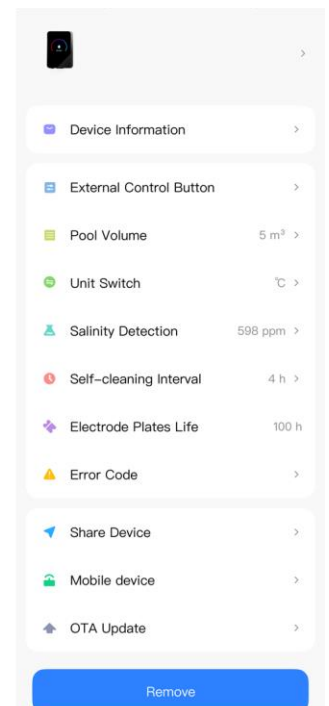 Device Information
External Control Button
Pool Volume 5 m³
Unit Switch ℃
Salinity Detection 598 ppm
Self-cleaning Interval 4 h
Electrode Plates Life 100 h
Error Code
Share Device
Mobile device
OTA Update
Remove